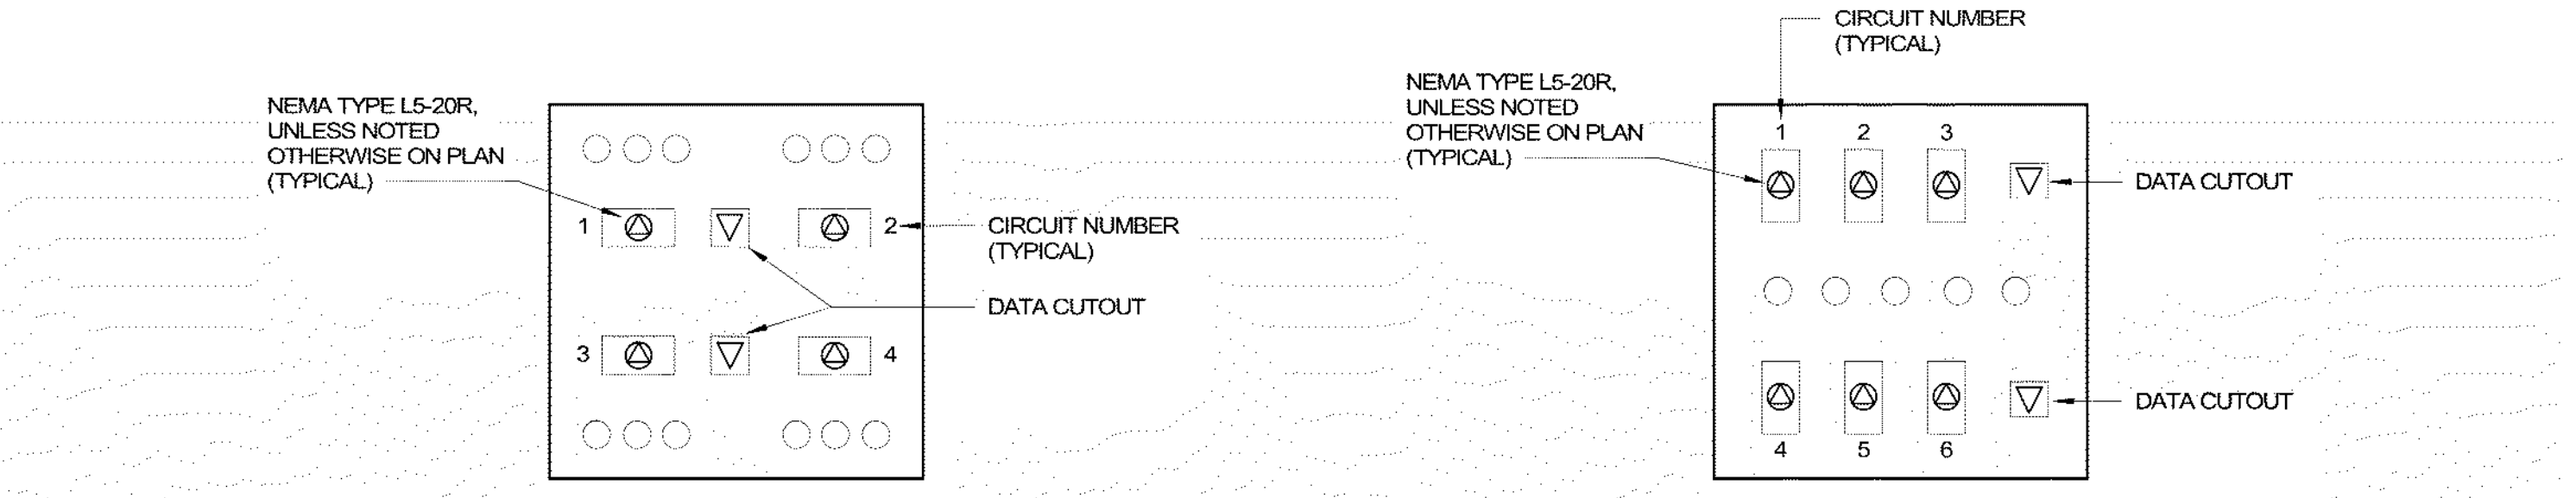 NEMA TYPE L5-20R,
UNLESS NOTED
OTHERWISE ON PLAN
(TYPICAL)
1
2
CIRCUIT NUMBER
(TYPICAL)
DATA CUTOUT
3
4
CIRCUIT NUMBER
(TYPICAL)
NEMA TYPE L5-20R,
UNLESS NOTED
OTHERWISE ON PLAN
(TYPICAL)
1 2 3
DATA CUTOUT
DATA CUTOUT
4 5 6